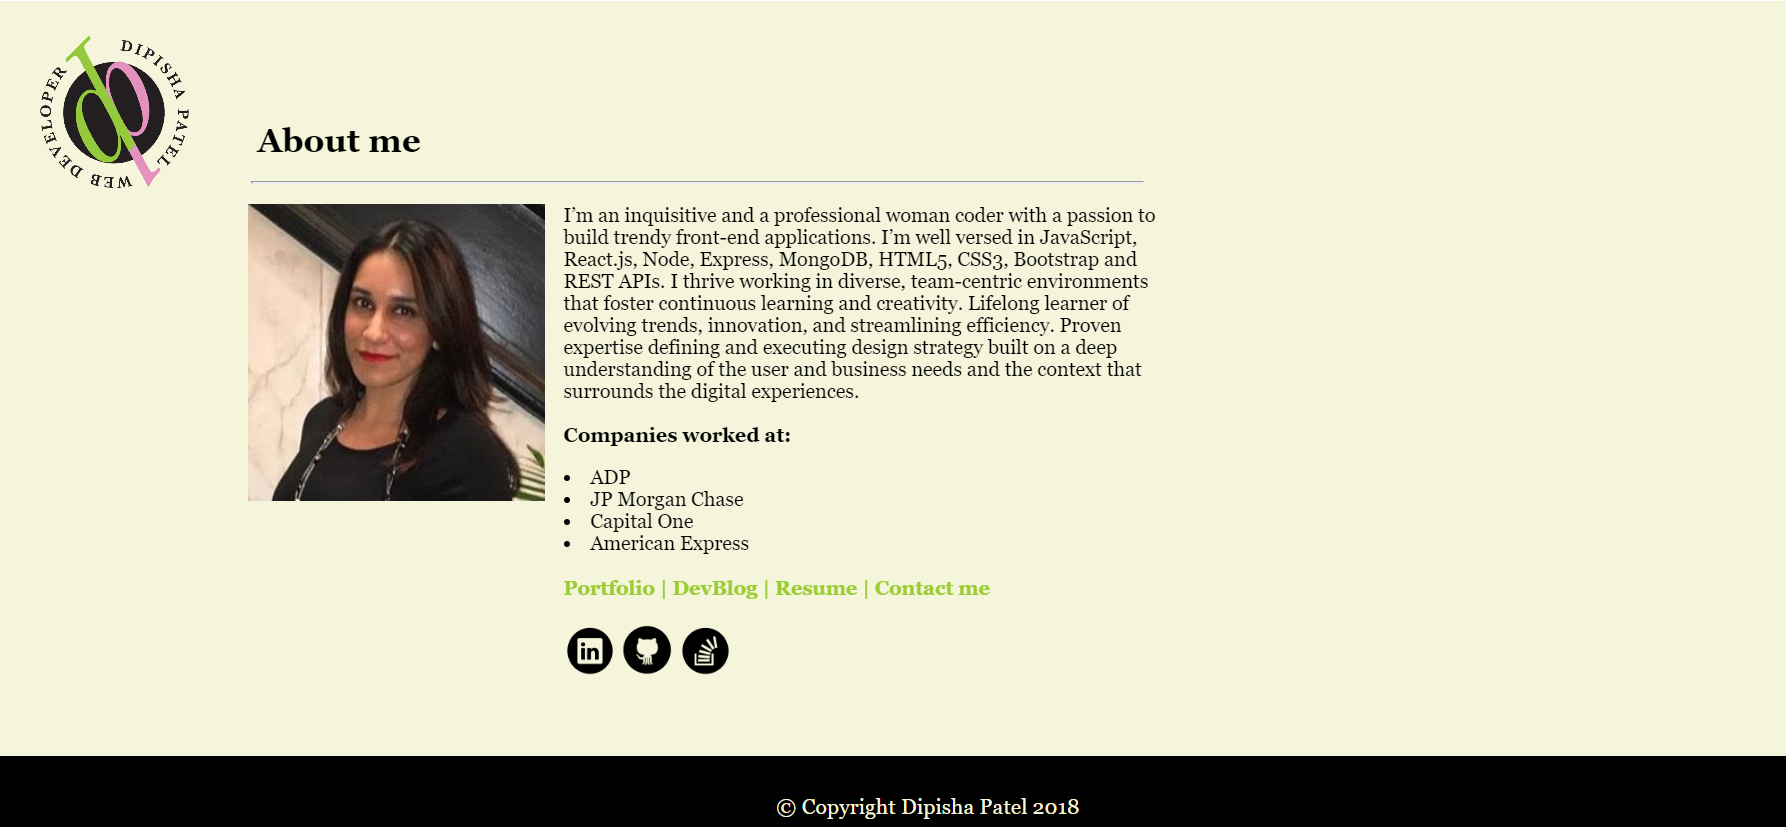 DIPISHA PATEL
WEB DEVELOPER
dp
About me
I’m an inquisitive and a professional woman coder with a passion to
build trendy front-end applications. I’m well versed in JavaScript,
React.js, Node, Express, MongoDB, HTML5, CSS3, Bootstrap and
REST APIs. I thrive working in diverse, team-centric environments
that foster continuous learning and creativity. Lifelong learner of
evolving trends, innovation, and streamlining efficiency. Proven
expertise defining and executing design strategy built on a deep
understanding of the user and business needs and the context that
surrounds the digital experiences.
Companies worked at:
• ADP
• JP Morgan Chase
• Capital One
• American Express
Portfolio | DevBlog | Resume | Contact me
in
© Copyright Dipisha Patel 2018